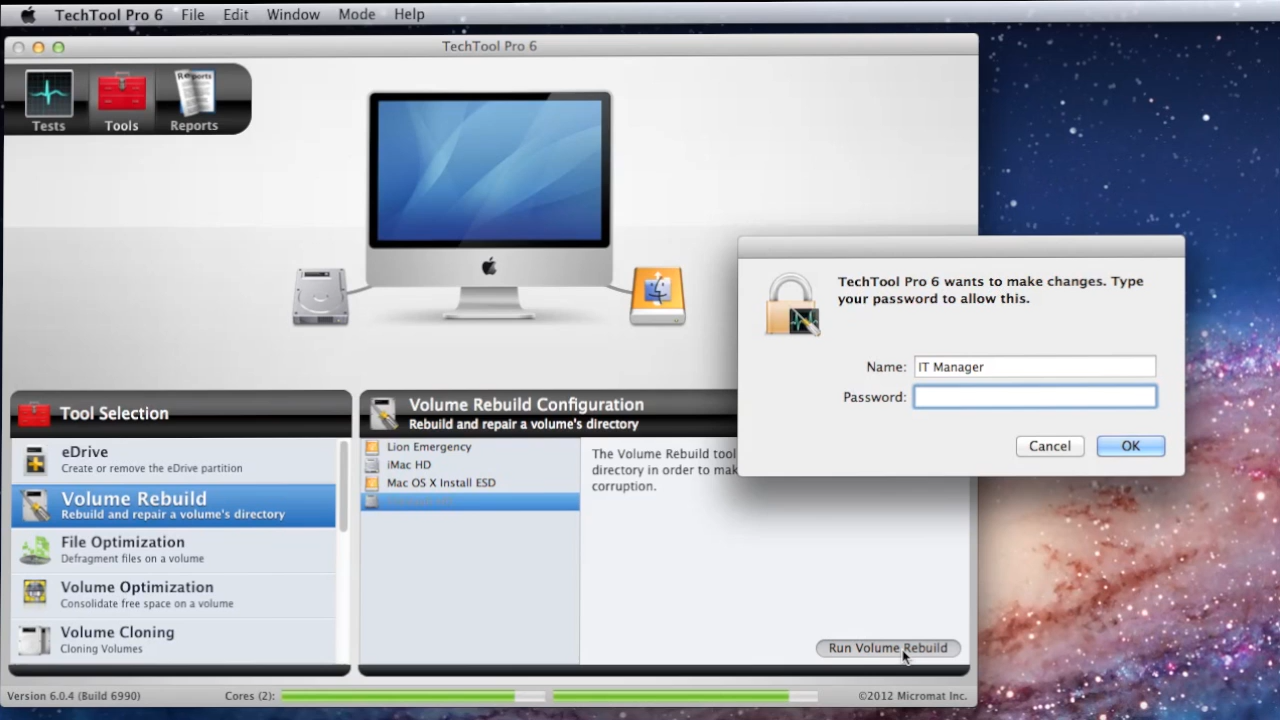 TechTool Pro 6 File Edit Window Mode Help
TechTool Pro 6
Reports
Tests Tools Reports
TechTool Pro 6 wants to make changes. Type
your password to allow this.
Name: IT Manager
Password:
Cancel OK
Tool Selection
eDrive
Create or remove the eDrive partition
Volume Rebuild
Rebuild and repair a volume's directory
File Optimization
Defragment files on a volume
Volume Optimization
Consolidate free space on a volume
Volume Cloning
Cloning Volumes
Volume Rebuild Configuration
Rebuild and repair a volume's directory
Lion Emergency
iMac HD
Mac OS X Install ESD
The Volume Rebuild tool
directory in order to mak
corruption.
Run Volume Rebuild
Version 6.0.4 (Build 6990) Cores (2): ©2012 Micromat Inc.